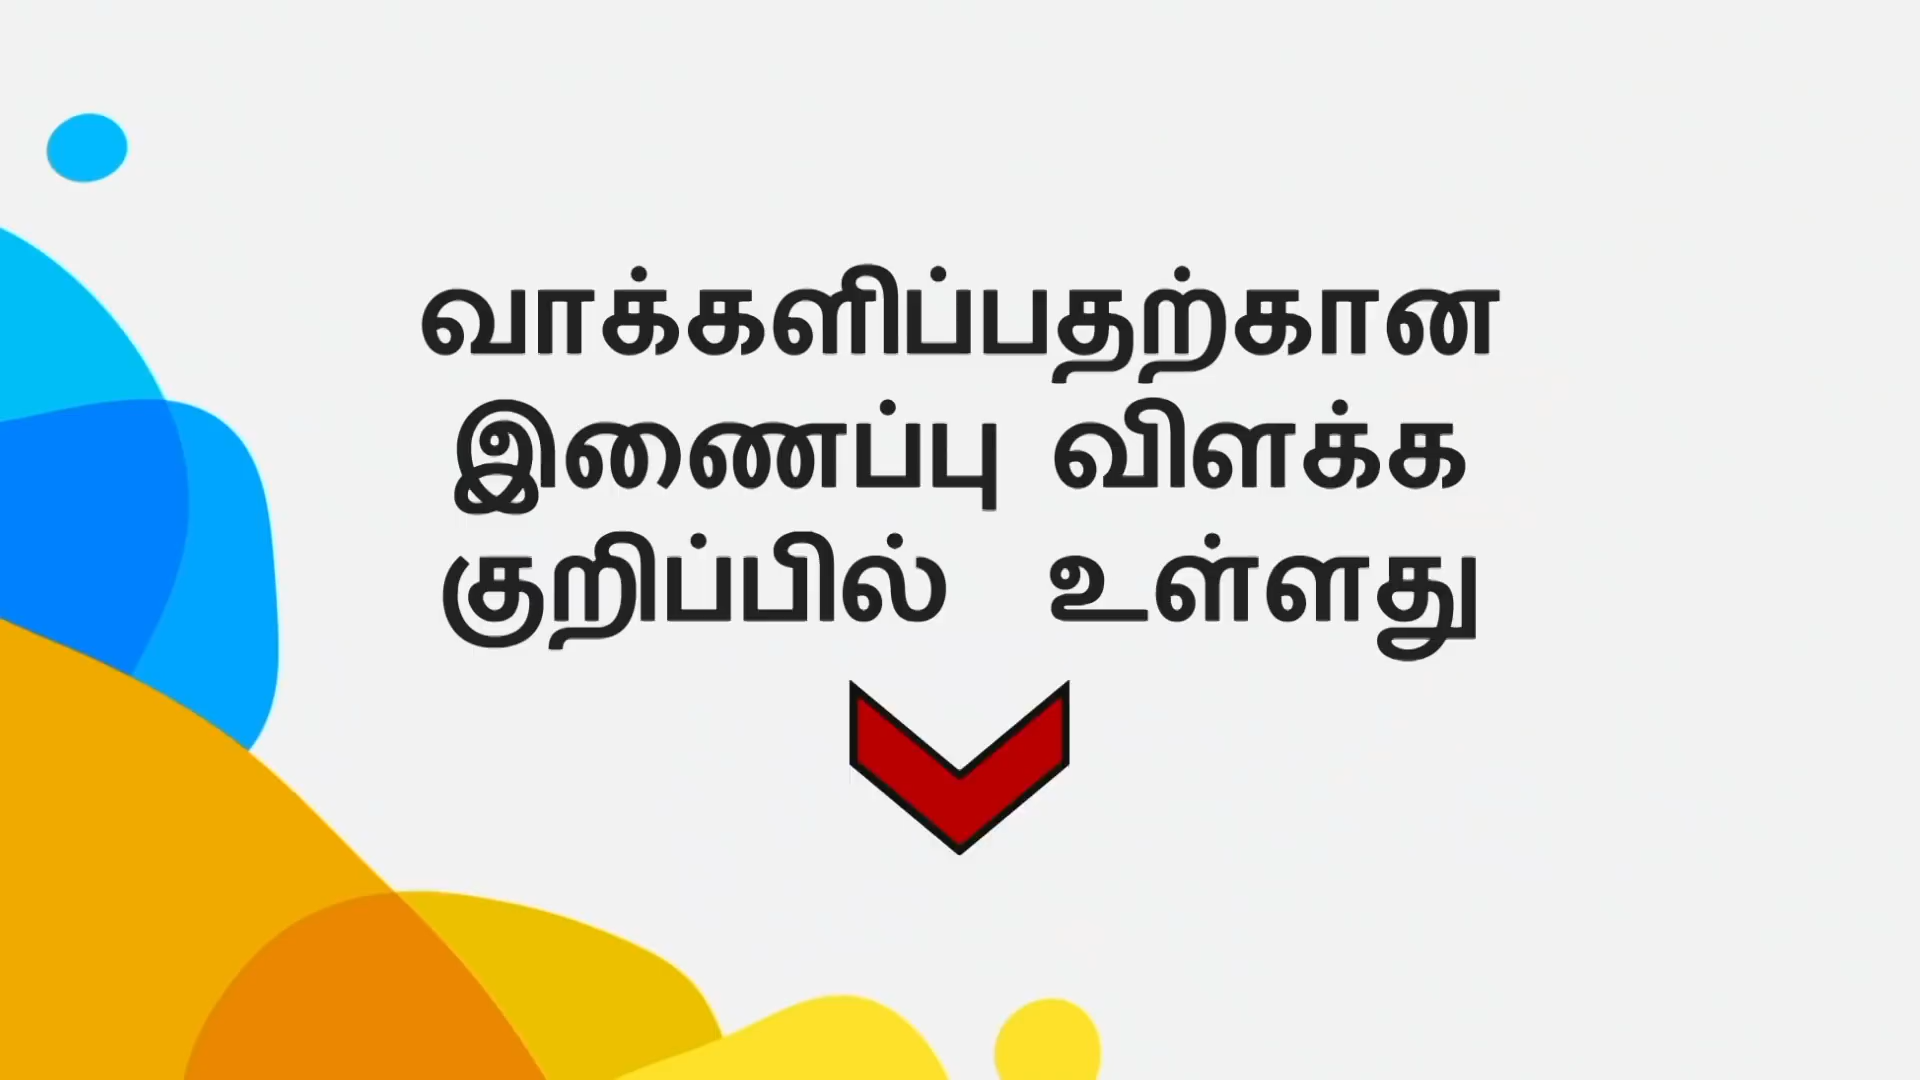 வாக்களிப்பதற்கான
இணைப்பு விளக்க
குறிப்பில் உள்ளது